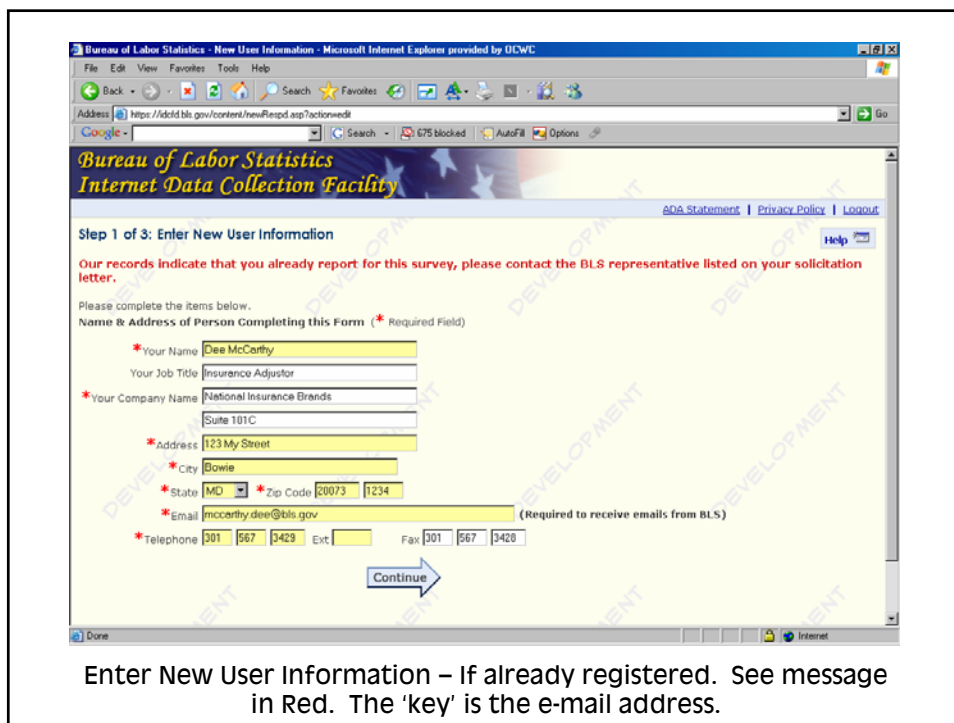 Bureau of Labor Statistics - New User Information - Microsoft Internet Explorer provided by OCWC
File Edit View Favorites Tools Help
Back Search Favorites
Address https://idcfd.bls.gov/content/newRespd.asp?action=edit Go
Google Search 675 blocked AutoFill Options
Bureau of Labor Statistics
Internet Data Collection Facility
ADA Statement | Privacy Policy | Logout
Step 1 of 3: Enter New User Information
Help
Our records indicate that you already report for this survey, please contact the BLS representative listed on your solicitation
letter.
Please complete the items below.
Name & Address of Person Completing this Form (* Required Field)
*Your Name Dee McCarthy
Your Job Title Insurance Adjustor
*Your Company Name National Insurance Brands
Suite 101C
*Address 123 My Street
*City Bowie
*State MD *Zip Code 20073 1234
*Email mccarthy.dee@bls.gov (Required to receive emails from BLS)
*Telephone 301 567 3429 Ext Fax 301 567 3428
Continue
DEVELOPMENT
Done Internet
Enter New User Information – If already registered. See message
in Red. The 'key' is the e-mail address.